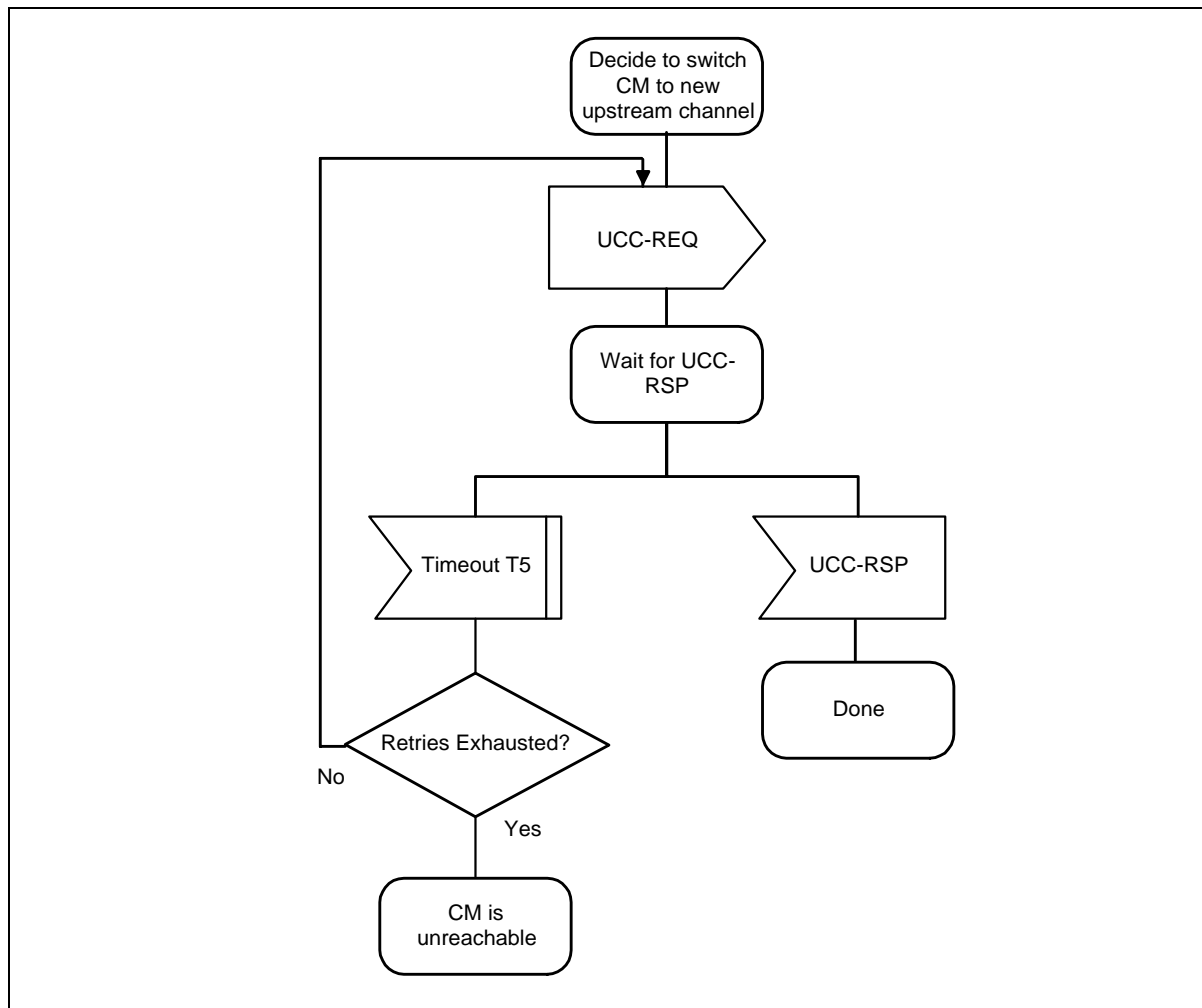 Decide to switch
CM to new
upstream channel
UCC-REQ
Wait for UCC-
RSP
Timeout T5
UCC-RSP
Retries Exhausted?
Done
No
Yes
CM is
unreachable